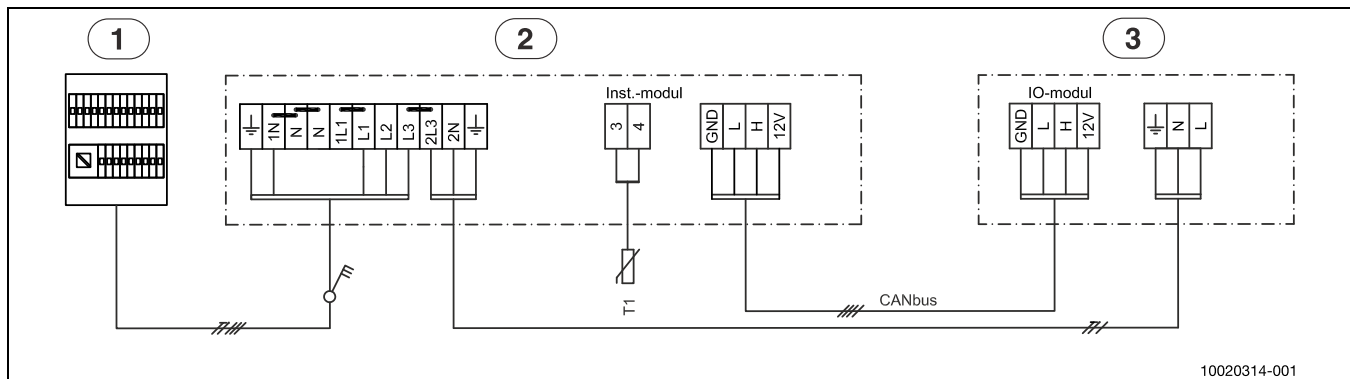 1
2
3
Inst.-modul
IO-modul
1N
N
N
1L1
L1
L2
L3
2L3
2N
3
4
GND
L
H
12V
GND
L
H
12V
N
L
T1
CANbus
10020314-001